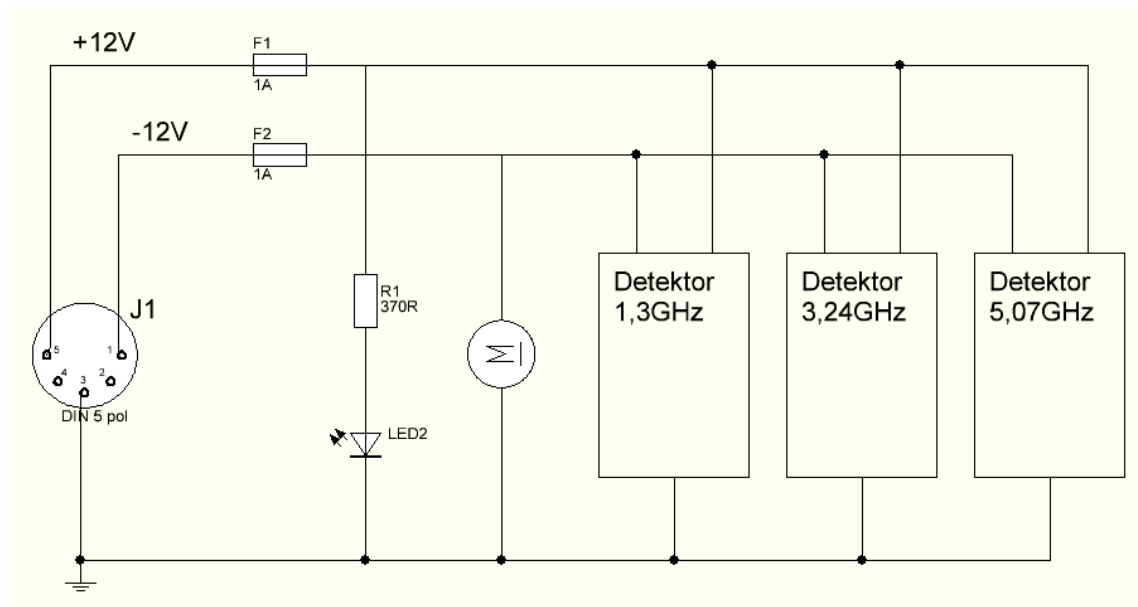 +12V
F1
1A
-12V
F2
1A
J1
5
1
4
3
2
DIN 5 pol
R1
370R
LED2
M
Detektor
1,3GHz
Detektor
3,24GHz
Detektor
5,07GHz